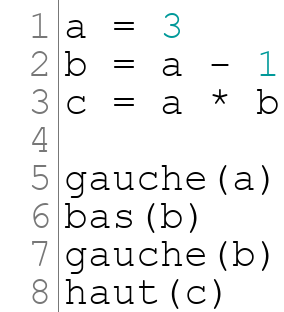 1 a = 3
2 b = a - 1
3 c = a * b
4
5 gauche(a)
6 bas(b)
7 gauche(b)
8 haut(c)